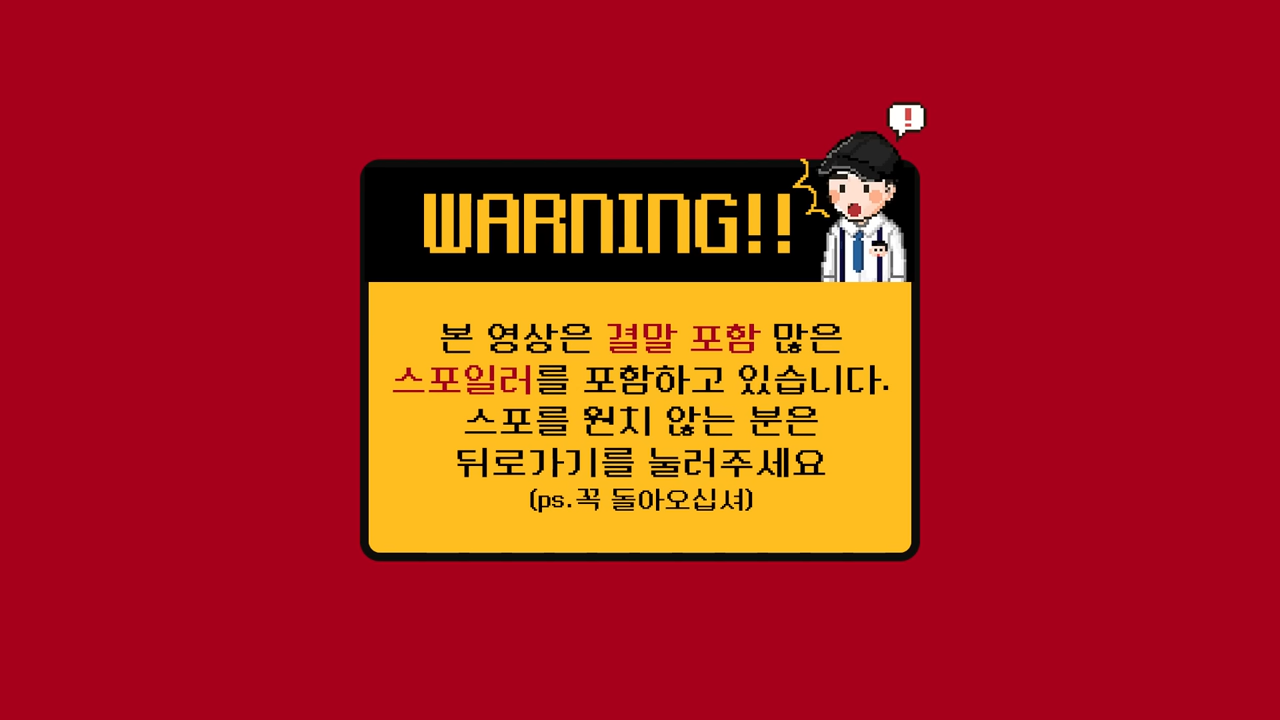 !
WARNING!!
본 영상은 결말 포함 많은
스포일러를 포함하고 있습니다.
스포를 원치 않는 분은
뒤로가기를 눌러주세요
(ps.꼭 돌아오십셔)